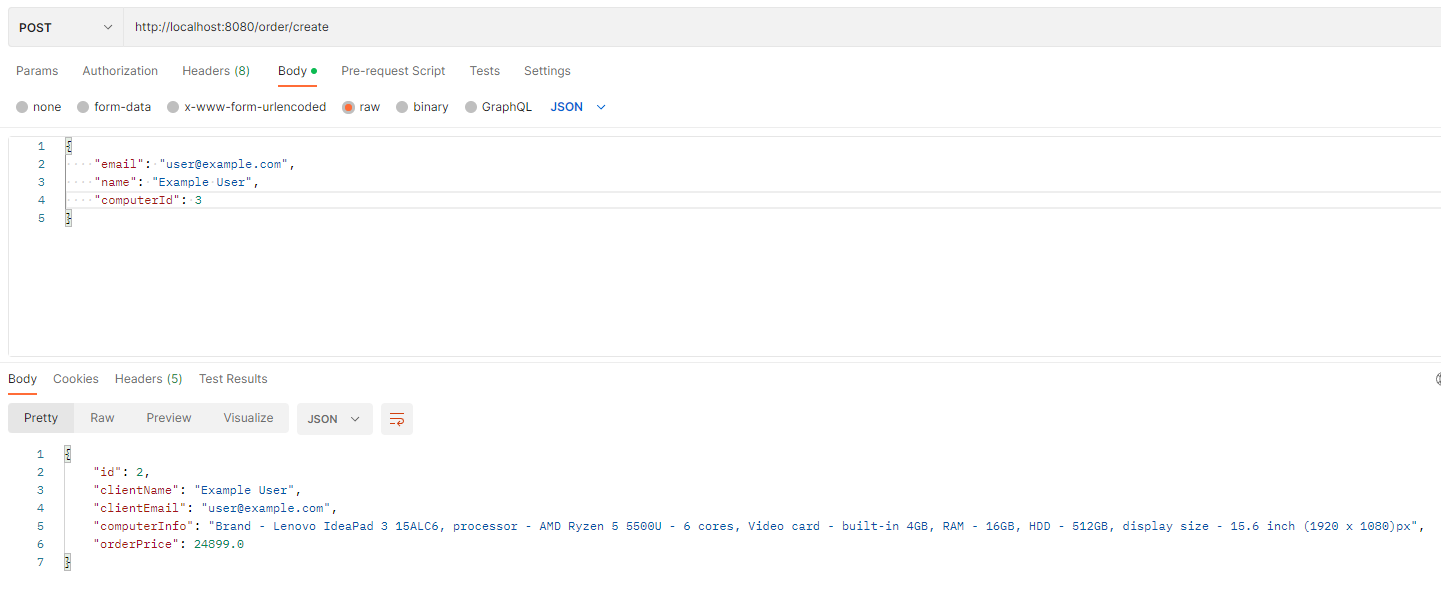 POST http://localhost:8080/order/create
Params Authorization Headers (8) Body Pre-request Script Tests Settings
none form-data x-www-form-urlencoded raw binary GraphQL JSON
1 {
2 "email": "user@example.com",
3 "name": "Example User",
4 "computerId": 3
5 }
Body Cookies Headers (5) Test Results
Pretty Raw Preview Visualize JSON
1 {
2 "id": 2,
3 "clientName": "Example User",
4 "clientEmail": "user@example.com",
5 "computerInfo": "Brand - Lenovo IdeaPad 3 15ALC6, processor - AMD Ryzen 5 5500U - 6 cores, Video card - built-in 4GB, RAM - 16GB, HDD - 512GB, display size - 15.6 inch (1920 x 1080)px",
6 "orderPrice": 24899.0
7 }